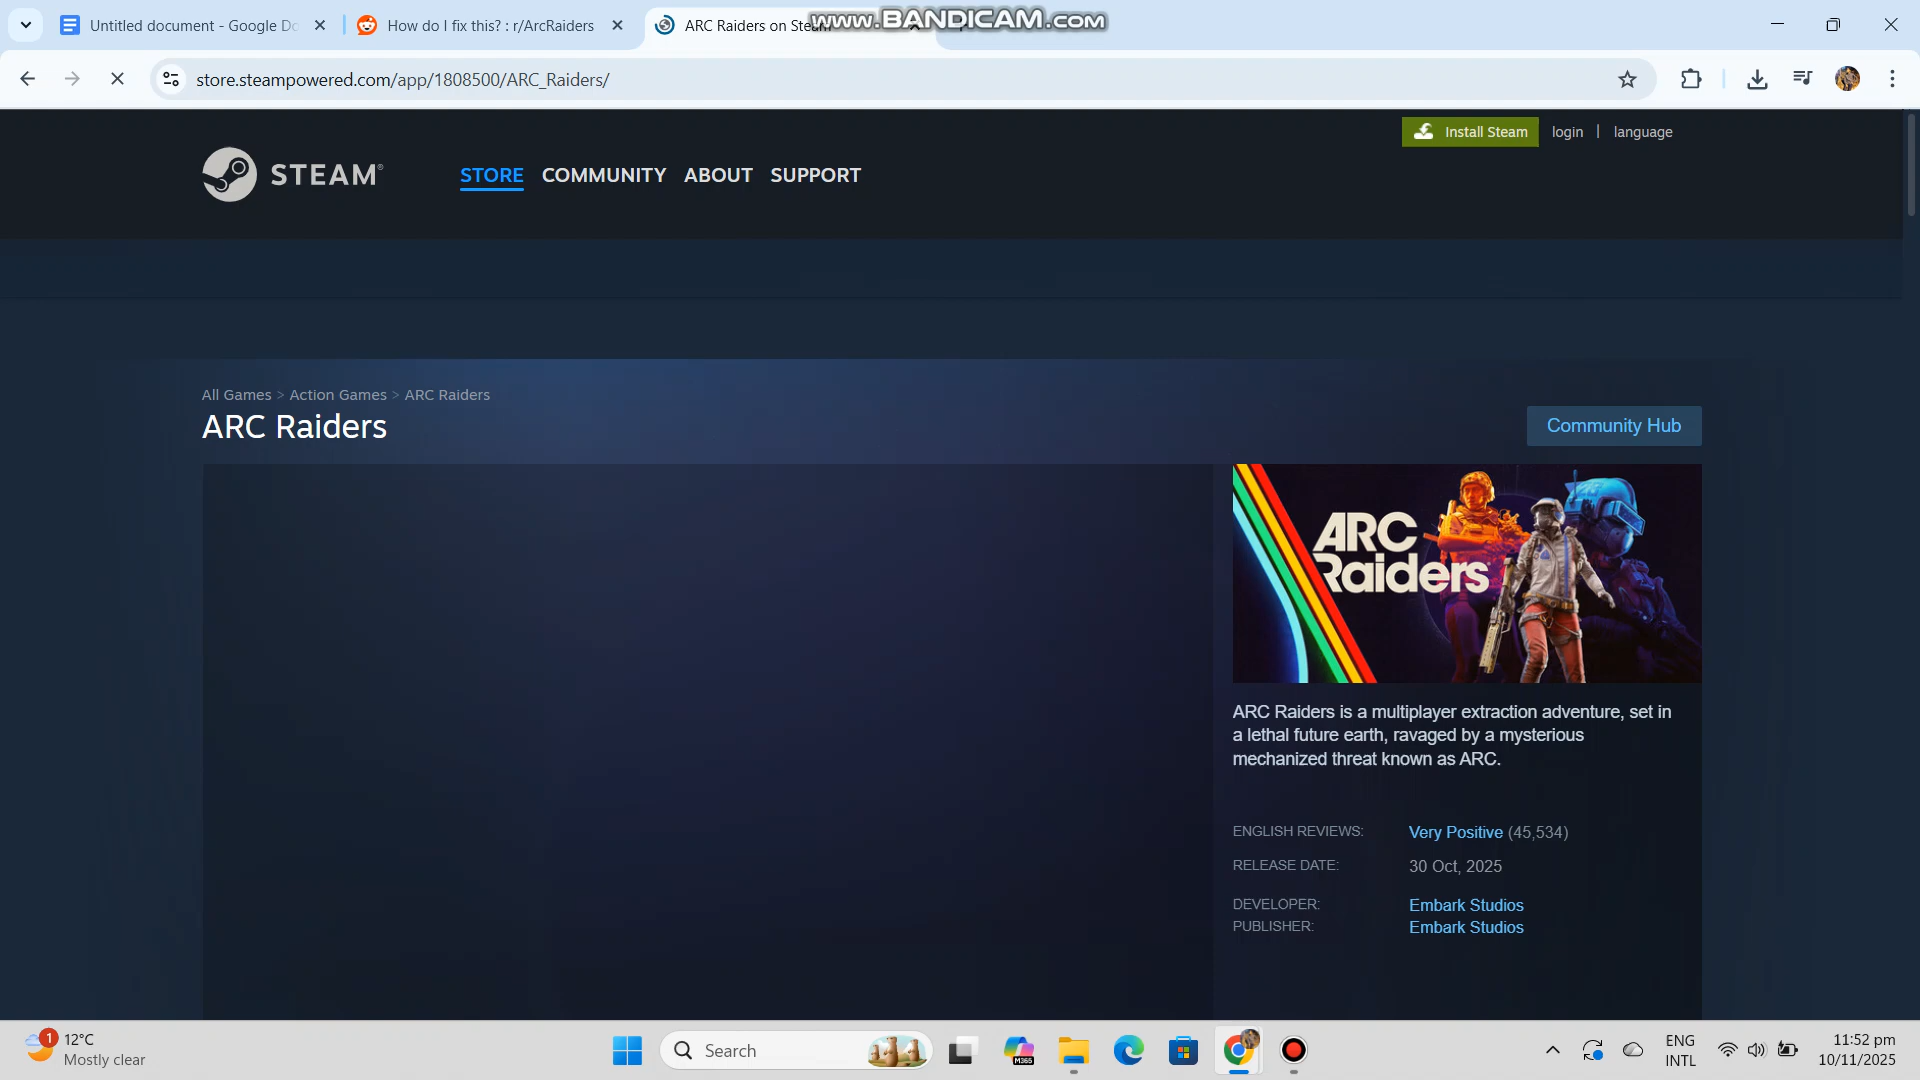 Untitled document - Google Do
How do I fix this? : r/ArcRaiders
ARC Raiders on Steam
www.BANDICAM.com
store.steampowered.com/app/1808500/ARC_Raiders/
Install Steam
login | language
STEAM®
STORE COMMUNITY ABOUT SUPPORT
All Games > Action Games > ARC Raiders
ARC Raiders
Community Hub
ARC
Raiders
ARC Raiders is a multiplayer extraction adventure, set in
a lethal future earth, ravaged by a mysterious
mechanized threat known as ARC.
ENGLISH REVIEWS: Very Positive (45,534)
RELEASE DATE: 30 Oct, 2025
DEVELOPER: Embark Studios
PUBLISHER: Embark Studios
1
12°C
Mostly clear
Search
M365
ENG
INTL
11:52 pm
10/11/2025